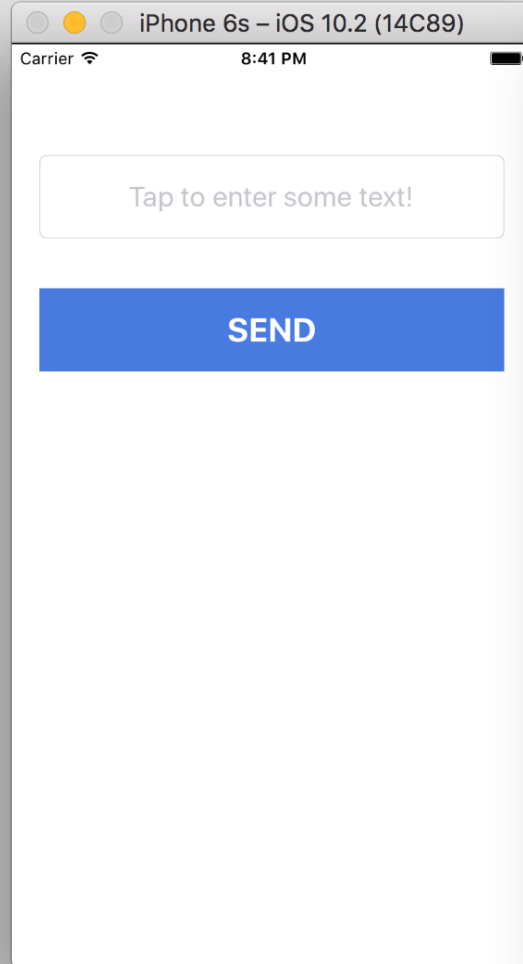 iPhone 6s – iOS 10.2 (14C89)
Carrier 8:41 PM
Tap to enter some text!
SEND